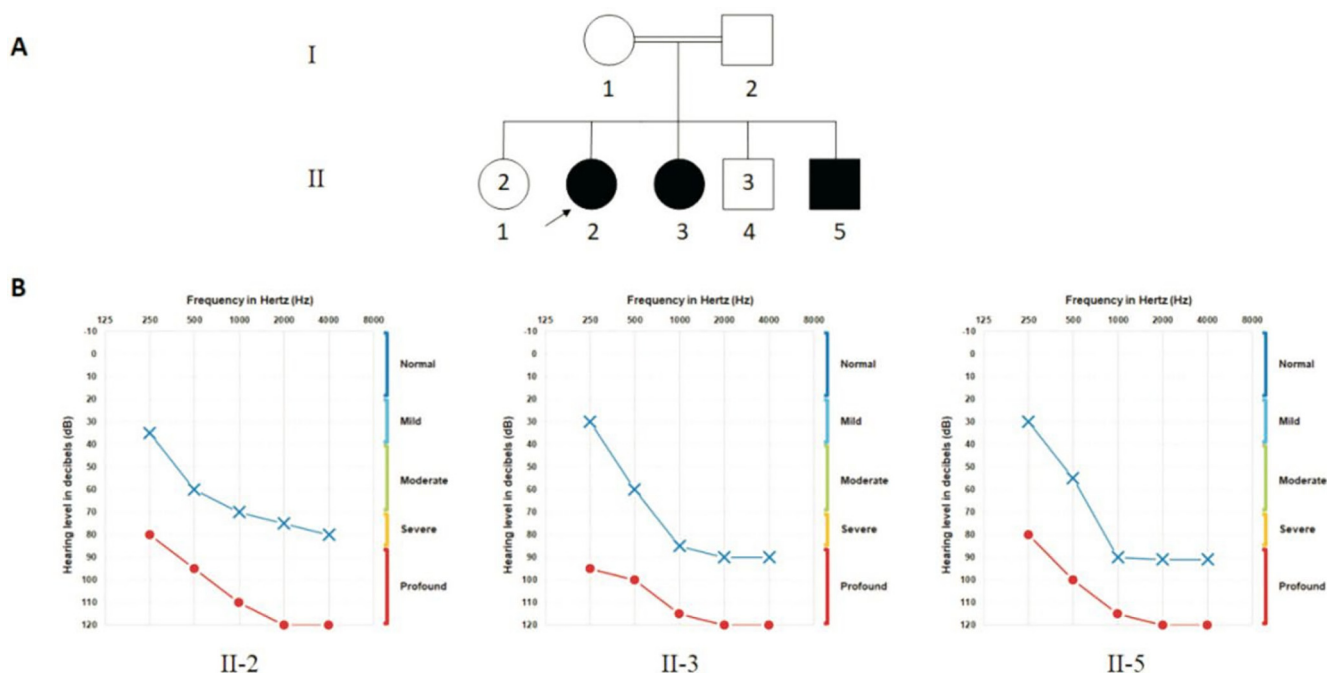 A
I
1 2
II
2 3
1 2 3 4 5
B
Frequency in Hertz (Hz)
125 250 500 1000 2000 4000 8000
Hearing level in decibels (dB)
-10
0
10
20
30
40
50
60
70
80
90
100
110
120
Normal
Mild
Moderate
Severe
Profound
II-2
Frequency in Hertz (Hz)
125 250 500 1000 2000 4000 8000
Hearing level in decibels (dB)
-10
0
10
20
30
40
50
60
70
80
90
100
110
120
Normal
Mild
Moderate
Severe
Profound
II-3
Frequency in Hertz (Hz)
125 250 500 1000 2000 4000 8000
Hearing level in decibels (dB)
-10
0
10
20
30
40
50
60
70
80
90
100
110
120
Normal
Mild
Moderate
Severe
Profound
II-5